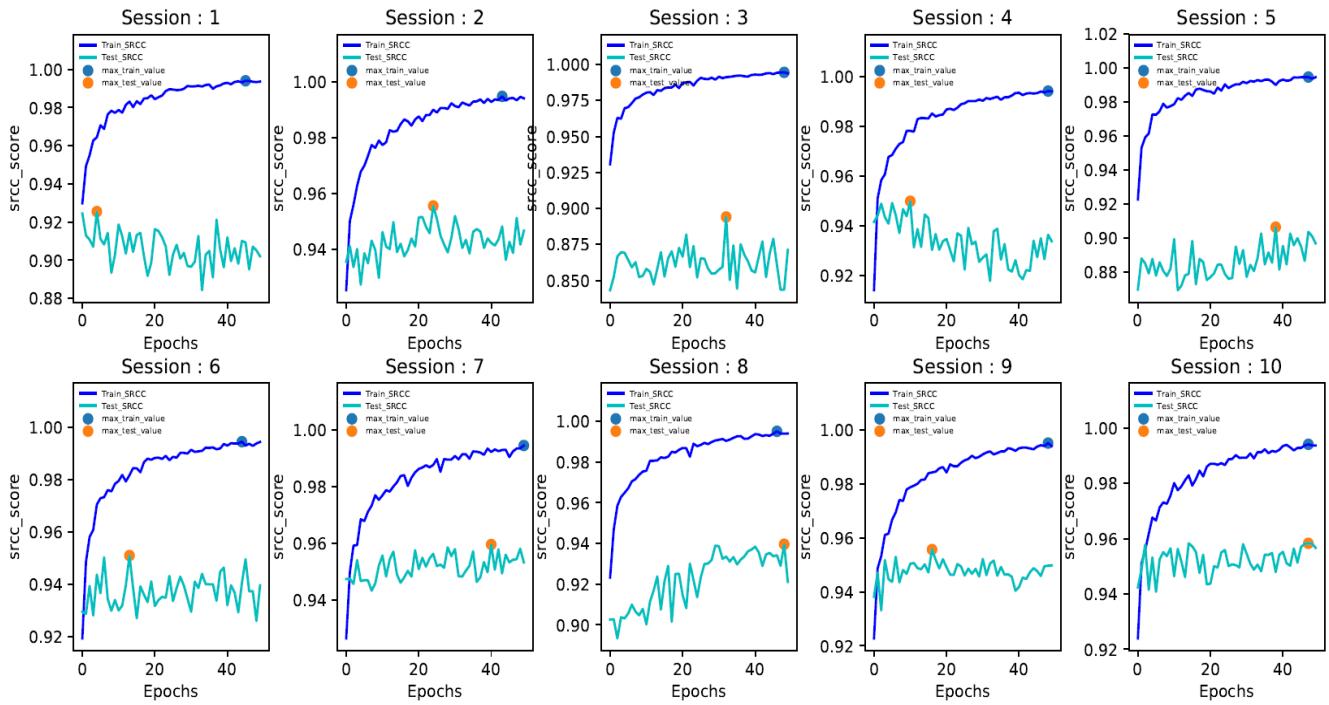 Session : 1
Train_SRCC
Test_SRCC
max_train_value
max_test_value
srcc_score
1.00
0.98
0.96
0.94
0.92
0.90
0.88
0 20 40
Epochs
Session : 2
Train_SRCC
Test_SRCC
max_train_value
max_test_value
srcc_score
1.00
0.98
0.96
0.94
0 20 40
Epochs
Session : 3
Train_SRCC
Test_SRCC
max_train_value
max_test_value
srcc_score
1.000
0.975
0.950
0.925
0.900
0.875
0.850
0 20 40
Epochs
Session : 4
Train_SRCC
Test_SRCC
max_train_value
max_test_value
srcc_score
1.00
0.98
0.96
0.94
0.92
0 20 40
Epochs
Session : 5
Train_SRCC
Test_SRCC
max_train_value
max_test_value
srcc_score
1.02
1.00
0.98
0.96
0.94
0.92
0.90
0.88
0 20 40
Epochs
Session : 6
Train_SRCC
Test_SRCC
max_train_value
max_test_value
srcc_score
1.00
0.98
0.96
0.94
0.92
0 20 40
Epochs
Session : 7
Train_SRCC
Test_SRCC
max_train_value
max_test_value
srcc_score
1.00
0.98
0.96
0.94
0 20 40
Epochs
Session : 8
Train_SRCC
Test_SRCC
max_train_value
max_test_value
srcc_score
1.00
0.98
0.96
0.94
0.92
0.90
0 20 40
Epochs
Session : 9
Train_SRCC
Test_SRCC
max_train_value
max_test_value
srcc_score
1.00
0.98
0.96
0.94
0.92
0 20 40
Epochs
Session : 10
Train_SRCC
Test_SRCC
max_train_value
max_test_value
srcc_score
1.00
0.98
0.96
0.94
0.92
0 20 40
Epochs